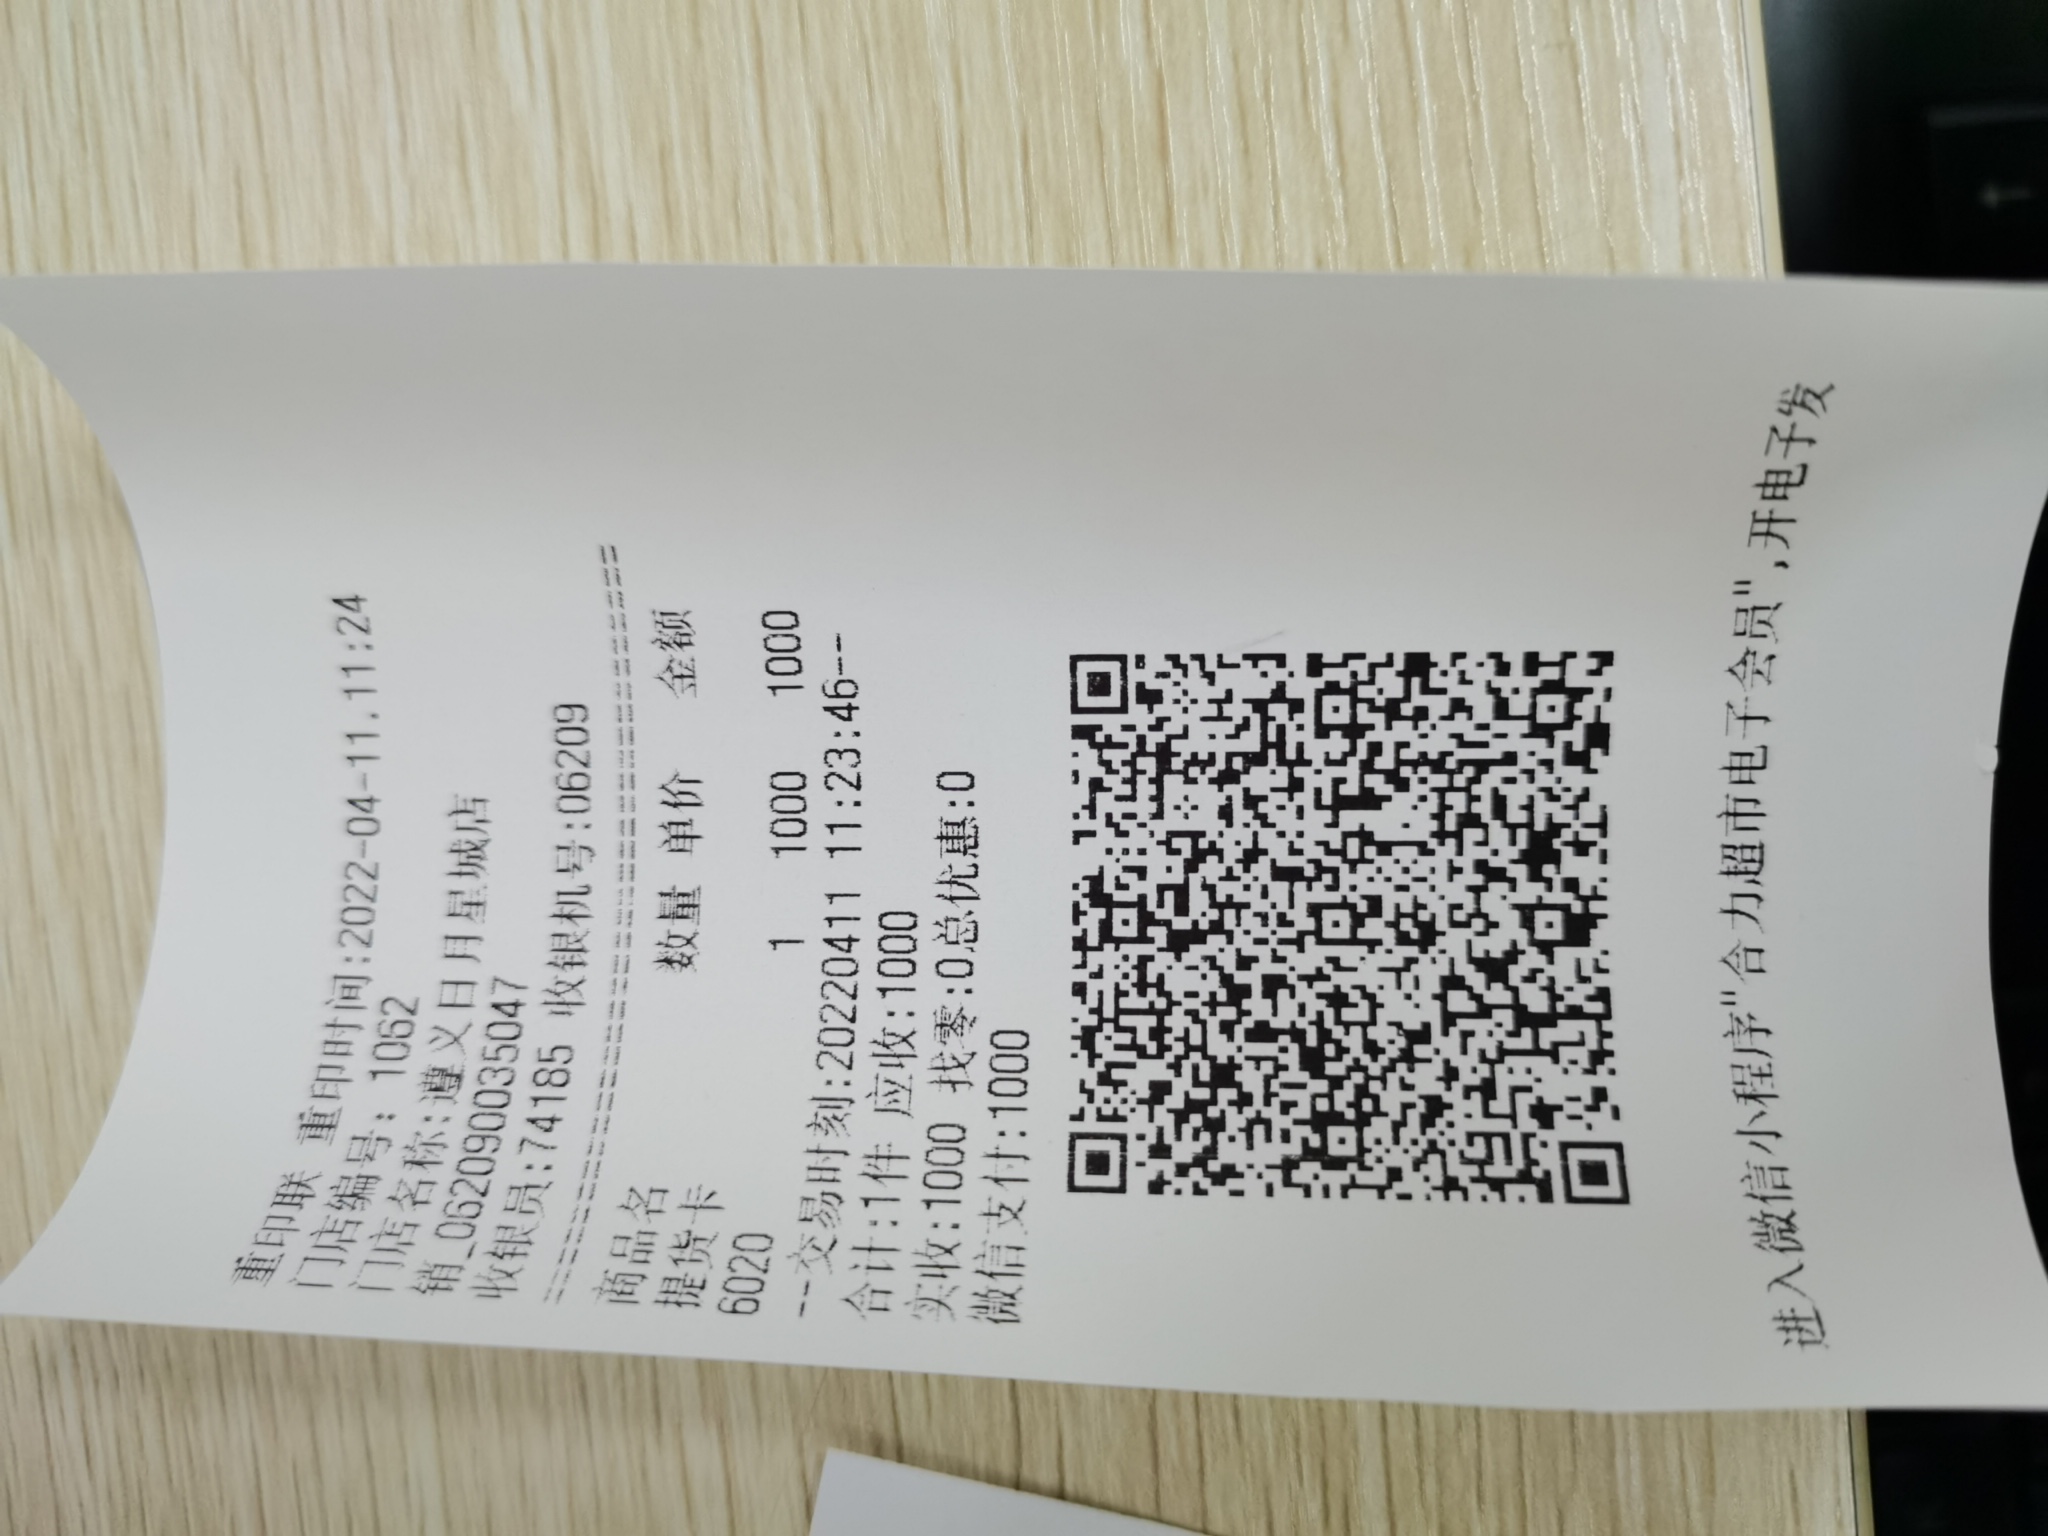 重印联 重印时间:2022-04-11.11:24
门店编号: 1062
门店名称:遵义日月星城店
销_062090035047
收银员:74185 收银机号:06209
========================================
商品名 数量 单价 金额
提货卡
6020 1 1000 1000
--交易时刻:20220411 11:23:46--
合计:1件 应收:1000
实收:1000 找零:0总优惠:0
微信支付:1000
进入微信小程序"合力超市电子会员",开电子发